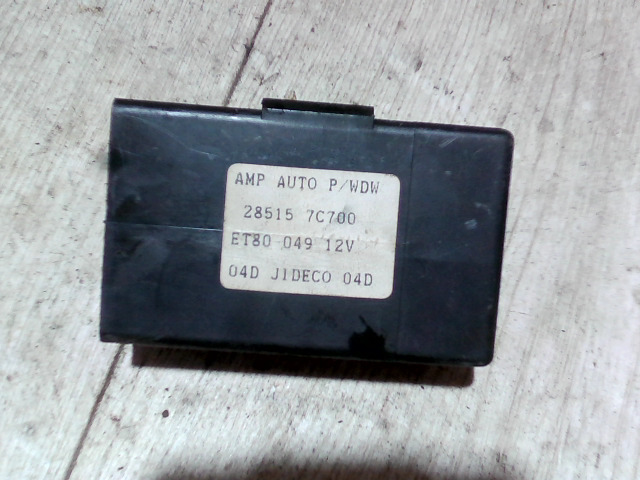 AMP AUTO P/WDW
28515 7C700
ET80 049 12V
04D JIDECO 04D